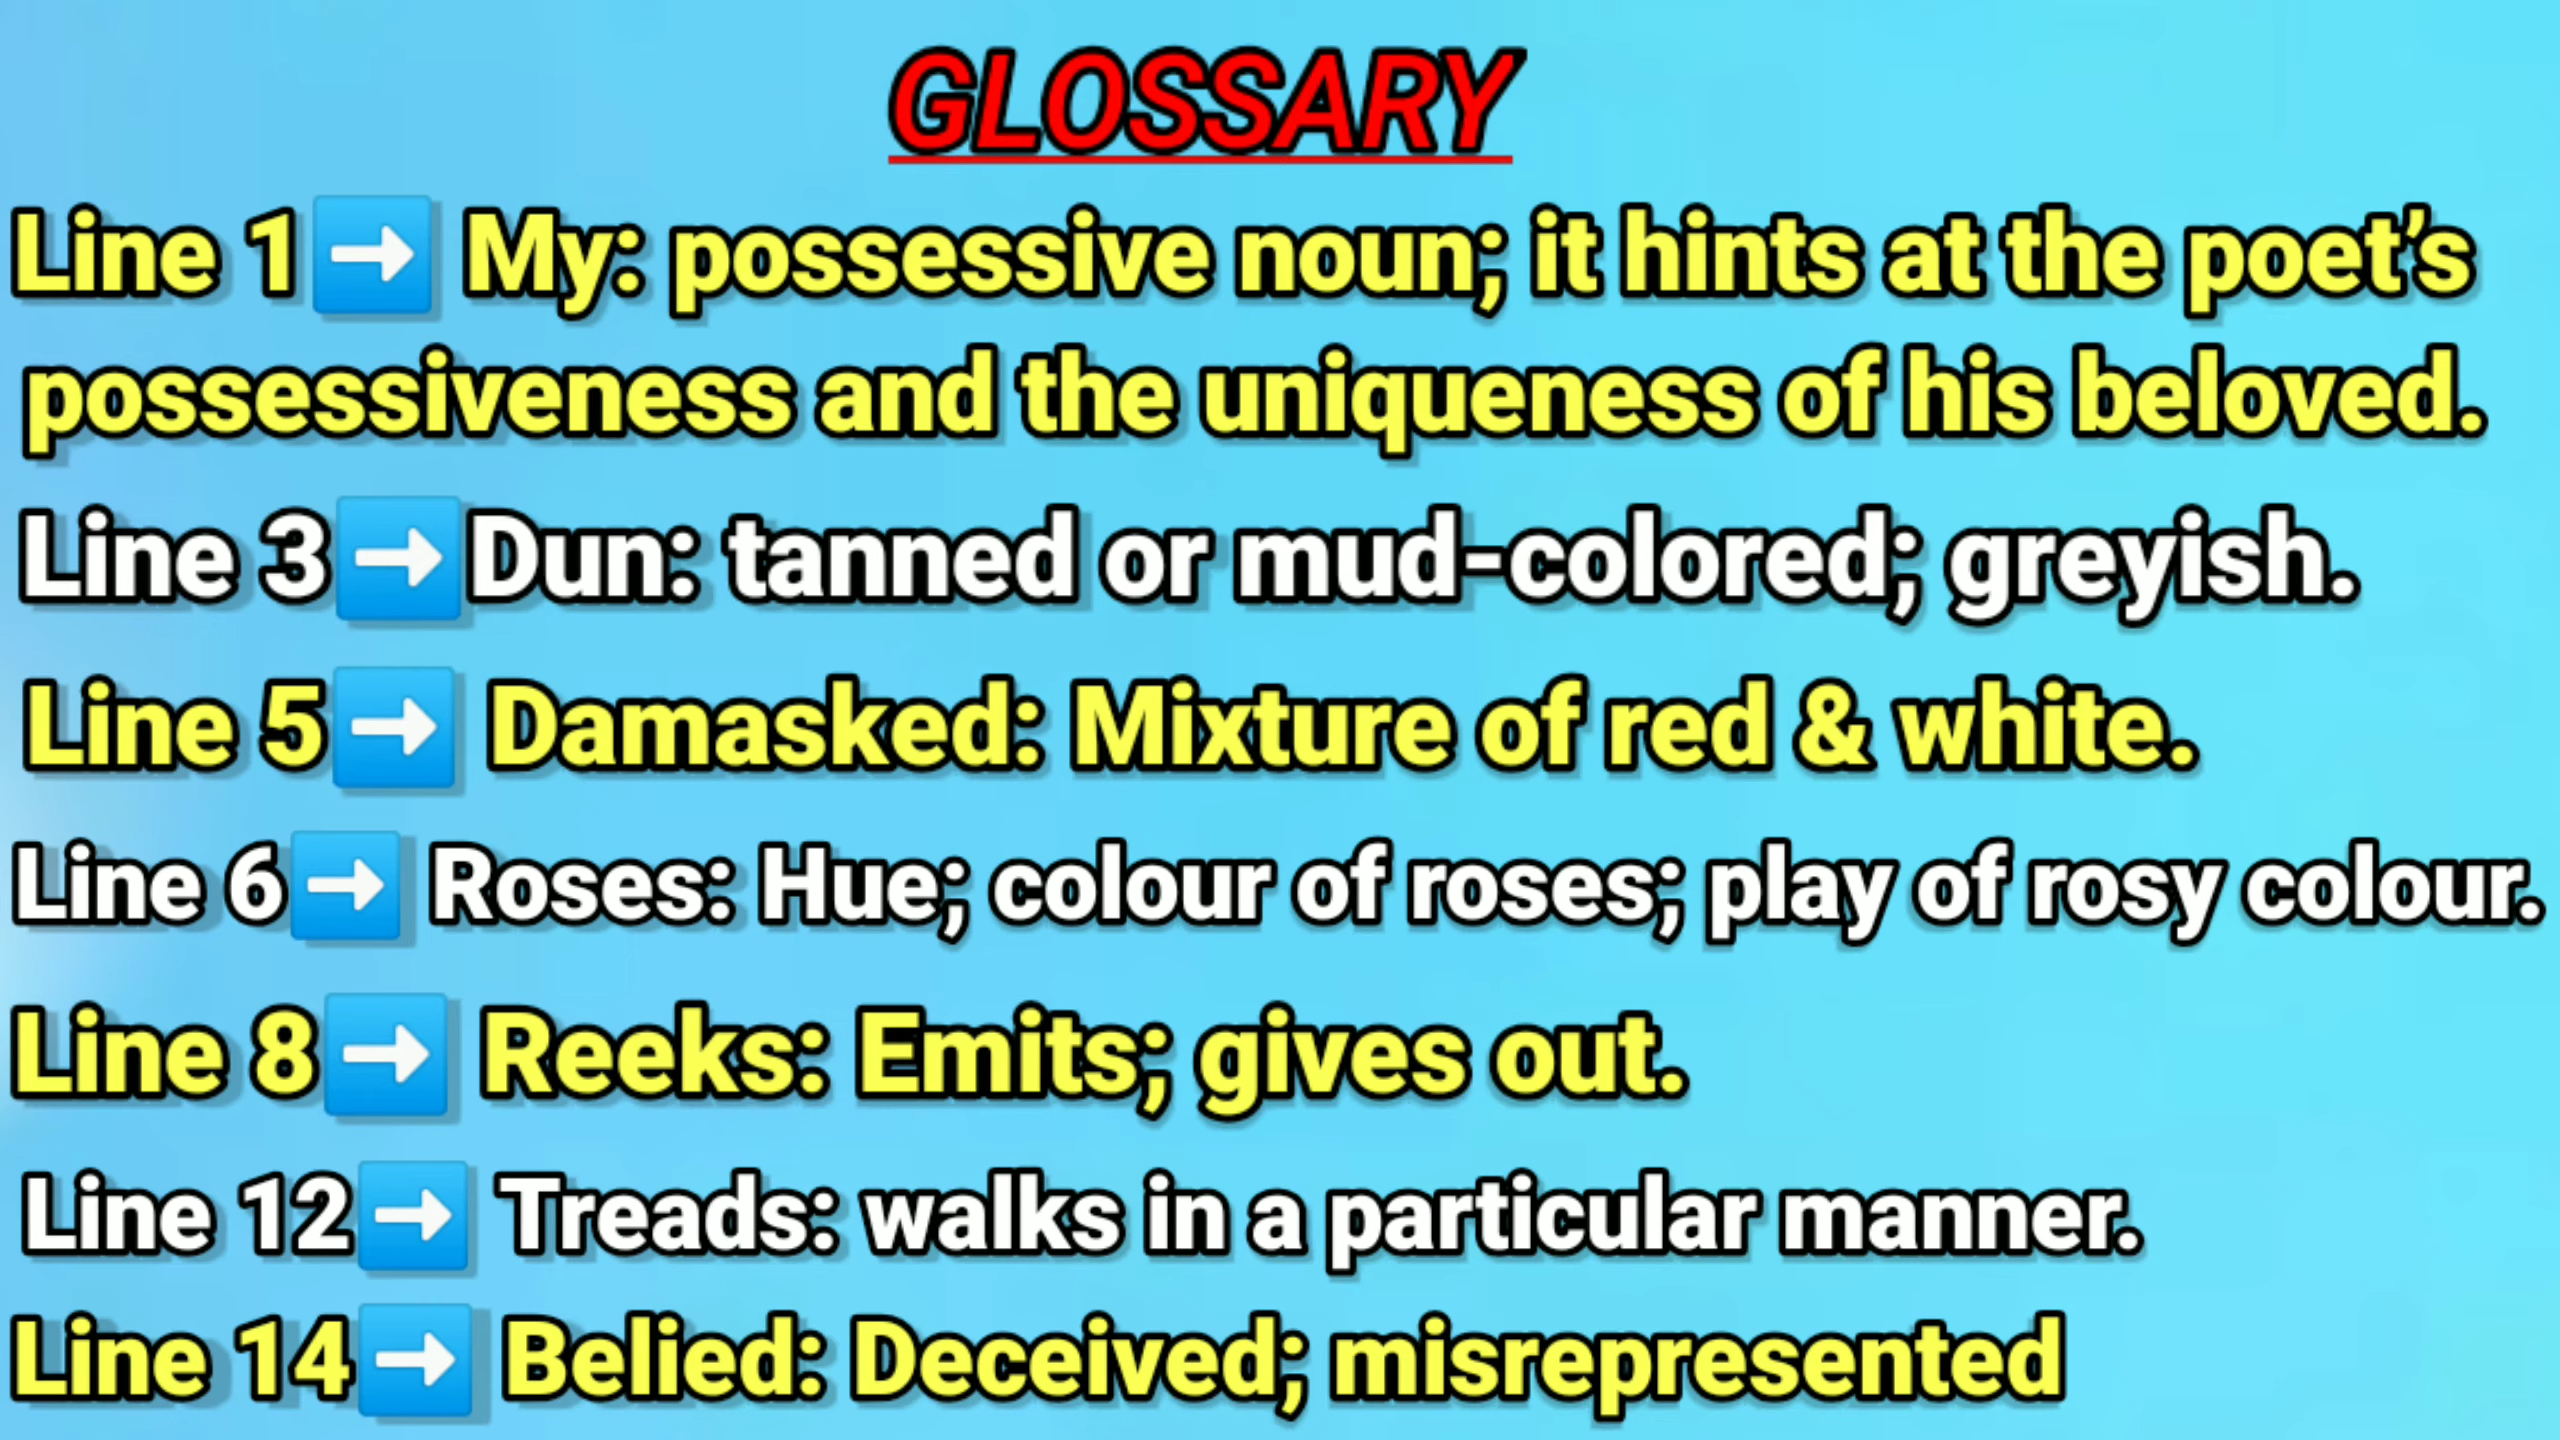 GLOSSARY
Line 1➡ My: possessive noun; it hints at the poet’s
possessiveness and the uniqueness of his beloved.
Line 3➡Dun: tanned or mud-colored; greyish.
Line 5➡ Damasked: Mixture of red & white.
Line 6➡ Roses: Hue; colour of roses; play of rosy colour.
Line 8➡ Reeks: Emits; gives out.
Line 12➡ Treads: walks in a particular manner.
Line 14➡ Belied: Deceived; misrepresented